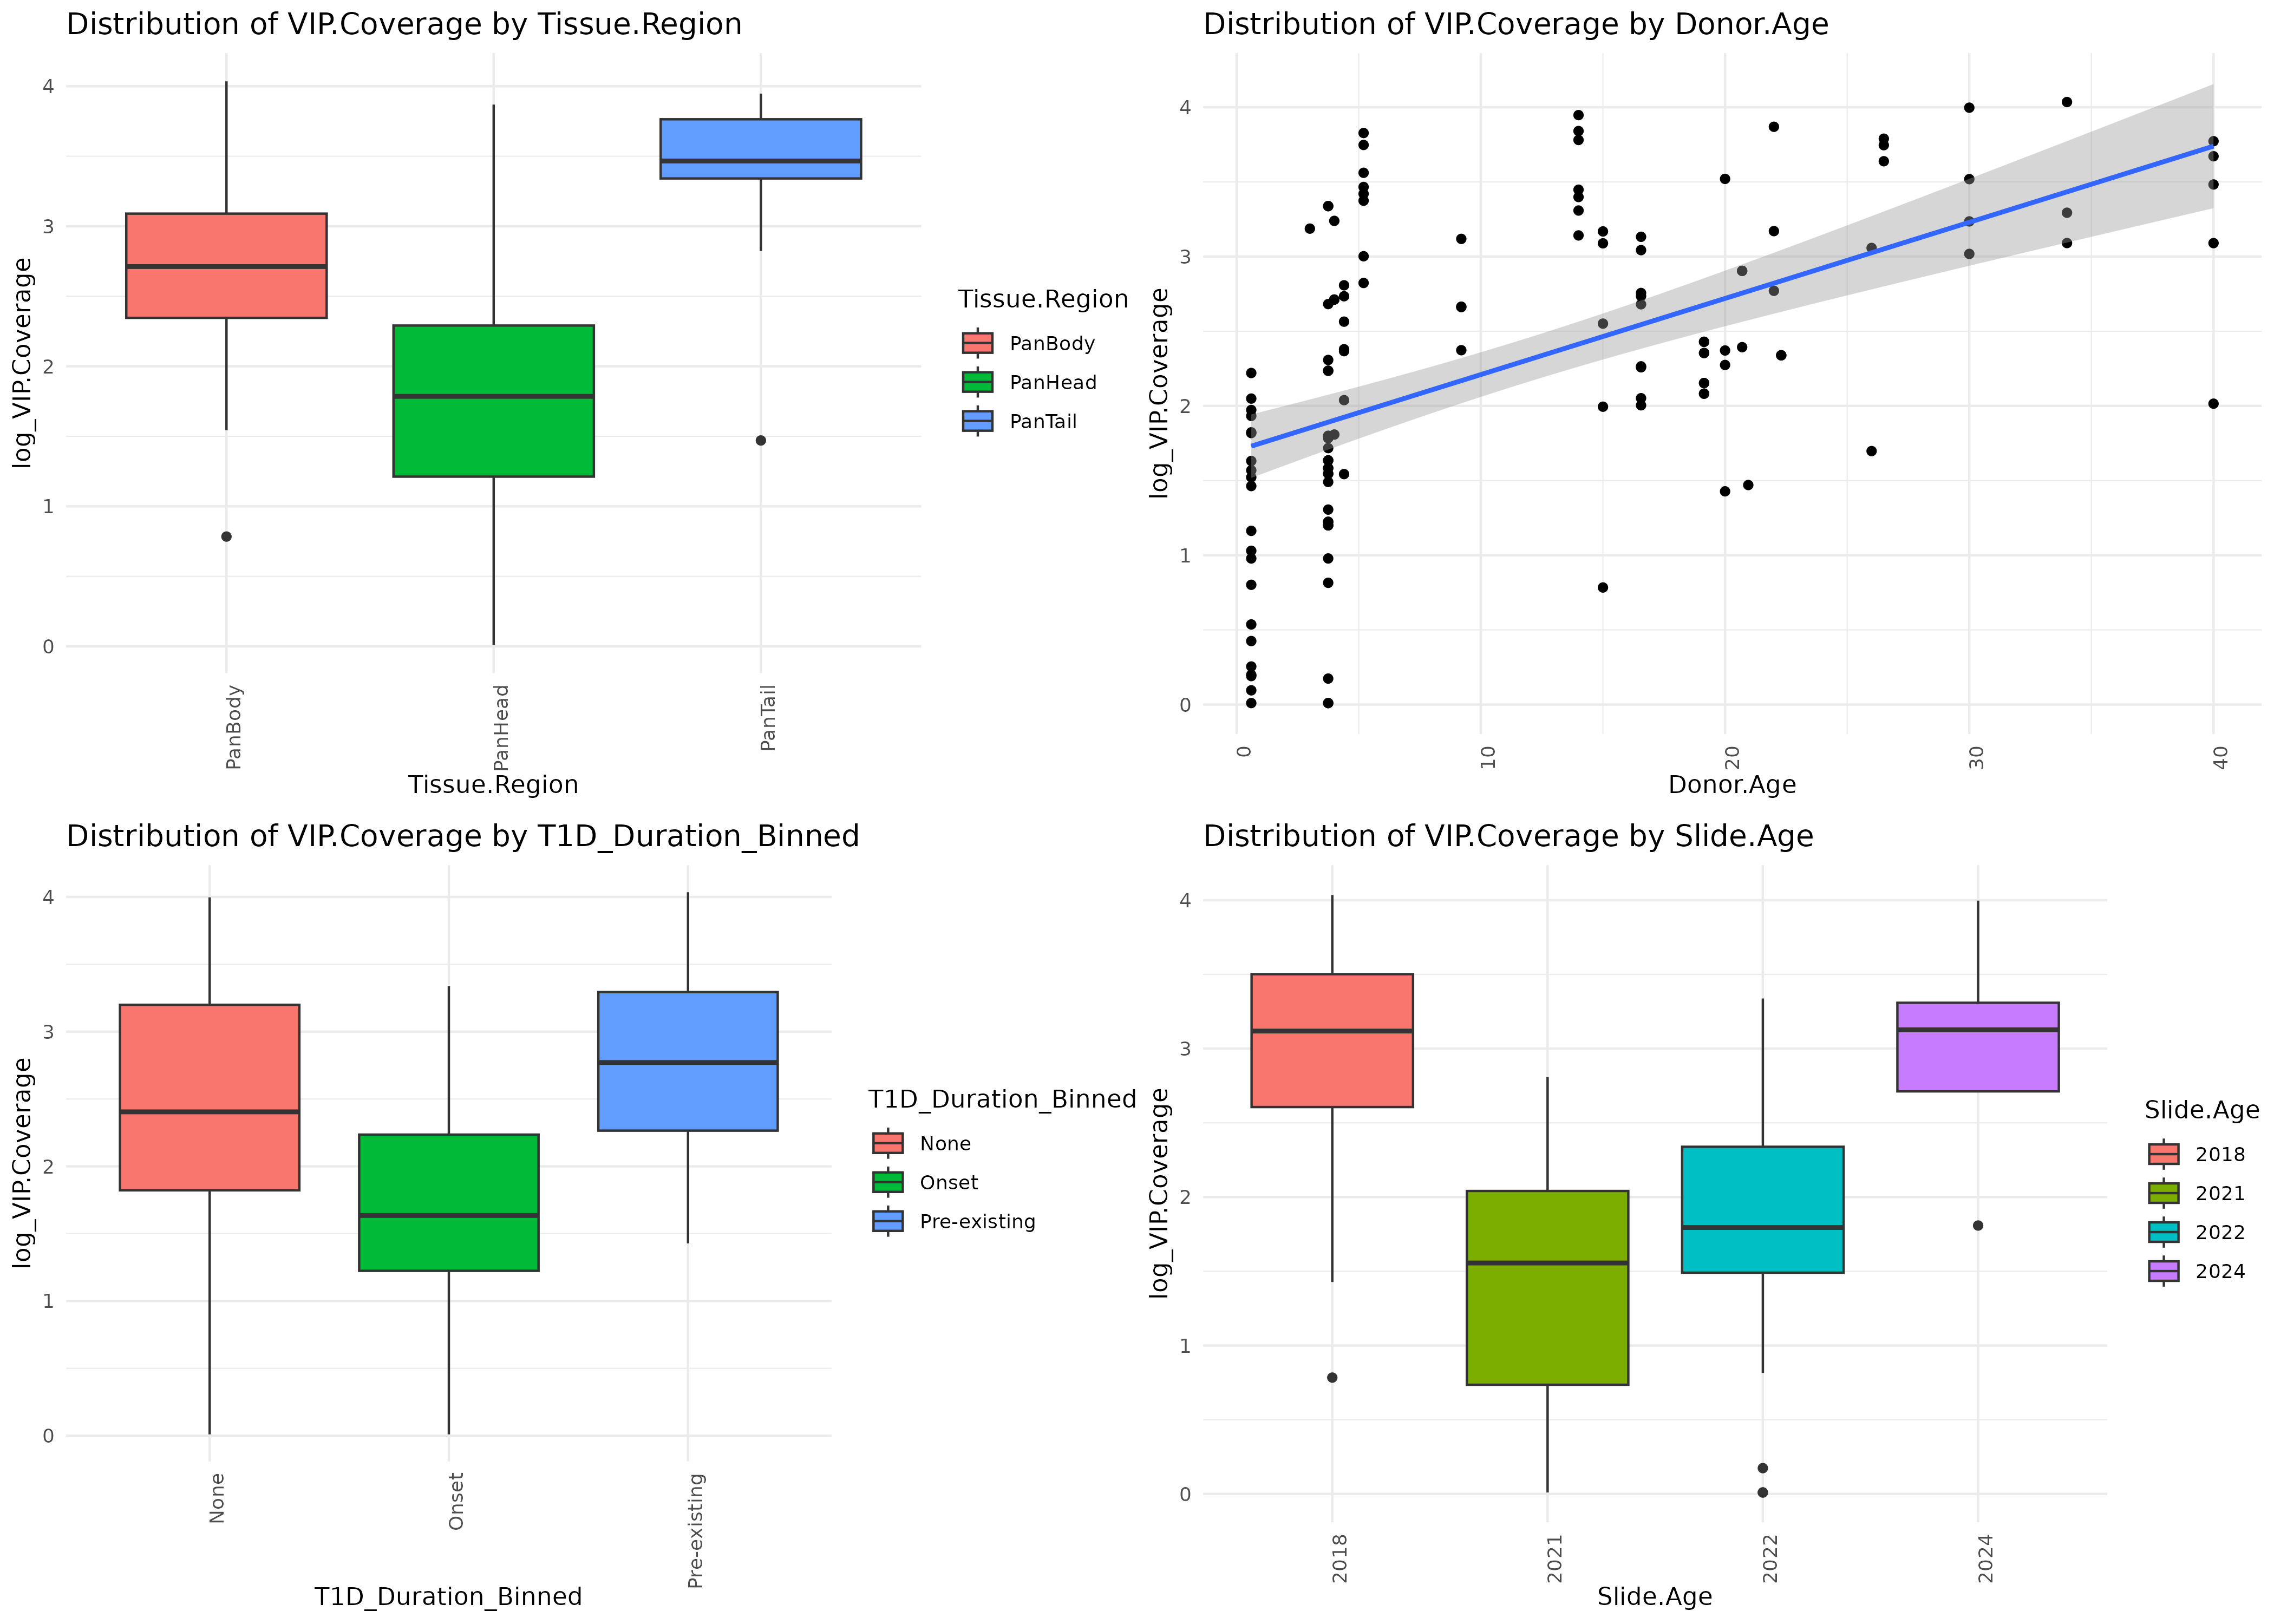 Distribution of VIP.Coverage by Tissue.Region
log_VIP.Coverage
4
3
2
1
0
PanBody
PanHead
PanTail
Tissue.Region
Tissue.Region
PanBody
PanHead
PanTail
Distribution of VIP.Coverage by Donor.Age
log_VIP.Coverage
4
3
2
1
0
0
10
20
30
40
Donor.Age
Distribution of VIP.Coverage by T1D_Duration_Binned
log_VIP.Coverage
4
3
2
1
0
None
Onset
Pre-existing
T1D_Duration_Binned
T1D_Duration_Binned
None
Onset
Pre-existing
Distribution of VIP.Coverage by Slide.Age
log_VIP.Coverage
4
3
2
1
0
2018
2021
2022
2024
Slide.Age
Slide.Age
2018
2021
2022
2024